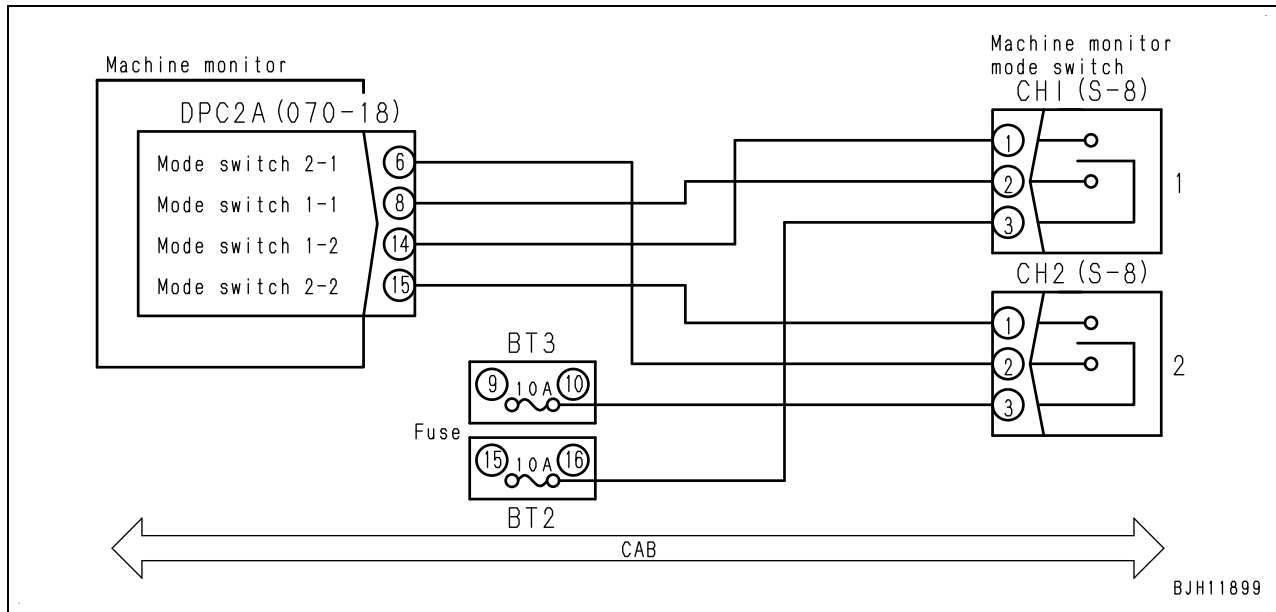 Machine monitor
DPC2A (070-18)
Mode switch 2-1 6
Mode switch 1-1 8
Mode switch 1-2 14
Mode switch 2-2 15
Machine monitor
mode switch
CH1 (S-8)
1
2
3
1
CH2 (S-8)
1
2
3
2
BT3
9 10A 10
Fuse
15 10A 16
BT2
CAB
BJH11899